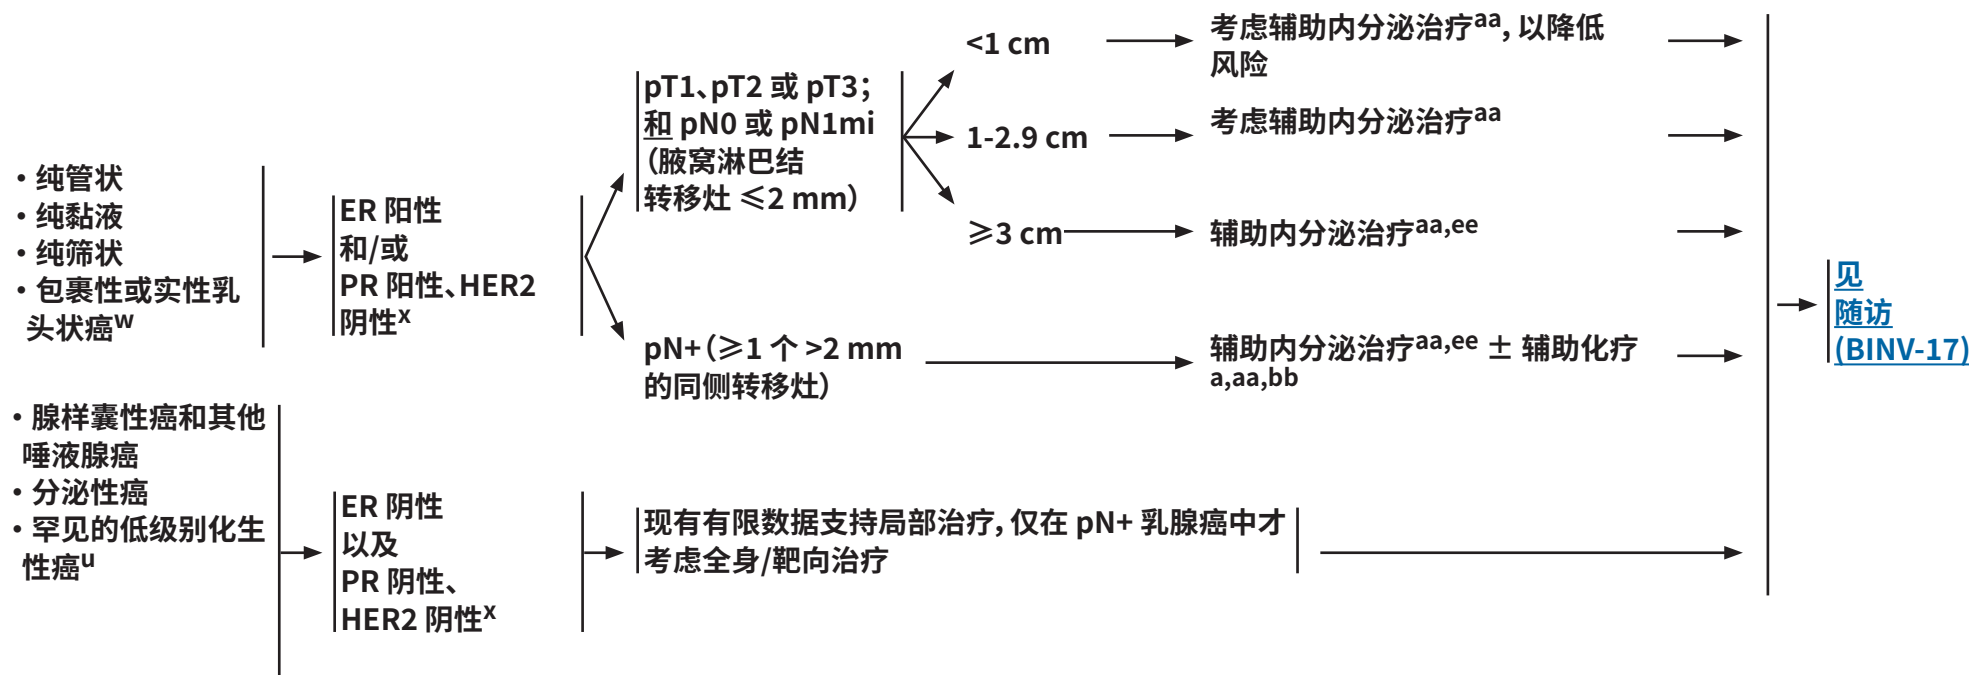 • 纯管状
• 纯黏液
• 纯筛状
• 包裹性或实性乳
头状癌w
ER 阳性
和/或
PR 阳性、HER2
阴性x
pT1、pT2 或 pT3；
和 pN0 或 pN1mi
（腋窝淋巴结
转移灶 ≤2 mm）
<1 cm
考虑辅助内分泌治疗aa, 以降低
风险
1-2.9 cm
考虑辅助内分泌治疗aa
≥3 cm
辅助内分泌治疗aa,ee
pN+（≥1 个 >2 mm
的同侧转移灶）
辅助内分泌治疗aa,ee ± 辅助化疗
a,aa,bb
• 腺样囊性癌和其他
唾液腺癌
• 分泌性癌
• 罕见的低级别化生
性癌u
ER 阴性
以及
PR 阴性、
HER2 阴性x
现有有限数据支持局部治疗, 仅在 pN+ 乳腺癌中才
考虑全身/靶向治疗
见
随访
(BINV-17)